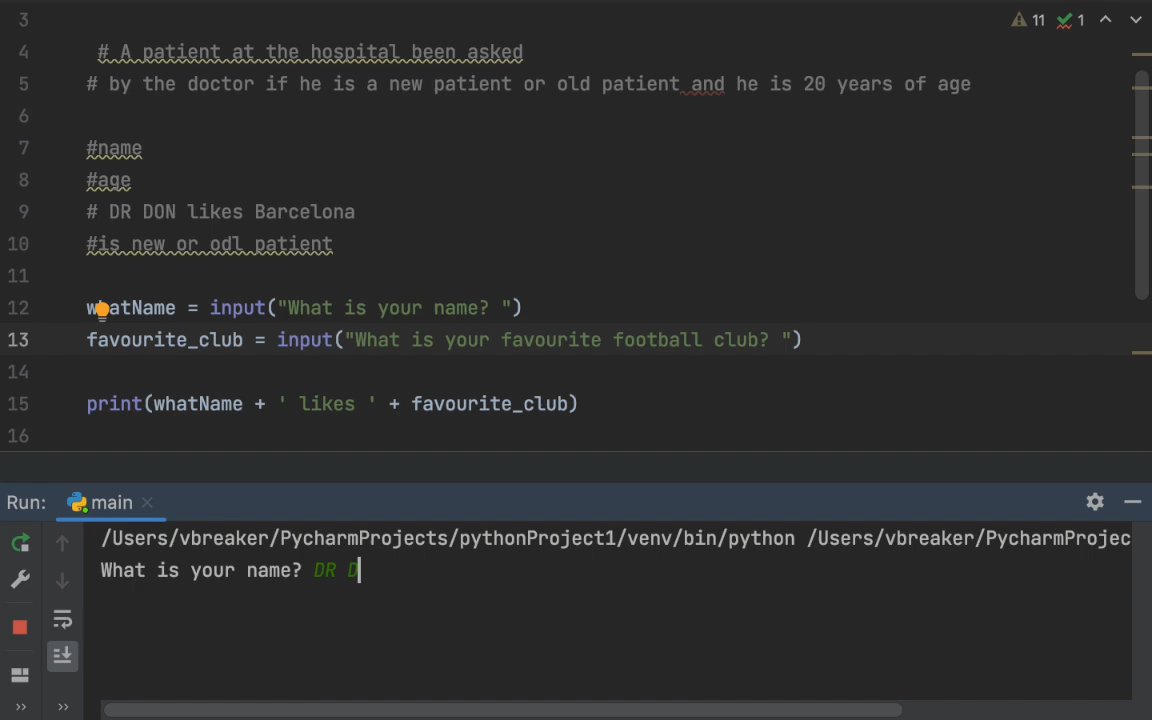 3
11 1
4 # A patient at the hospital been asked
5 # by the doctor if he is a new patient or old patient and he is 20 years of age
6
7 #name
8 #age
9 # DR DON likes Barcelona
10 #is new or odl patient
11
12 whatName = input("What is your name? ")
13 favourite_club = input("What is your favourite football club? ")
14
15 print(whatName + ' likes ' + favourite_club)
16
Run: main
/Users/vbreaker/PycharmProjects/pythonProject1/venv/bin/python /Users/vbreaker/PycharmProjec
What is your name? DR D